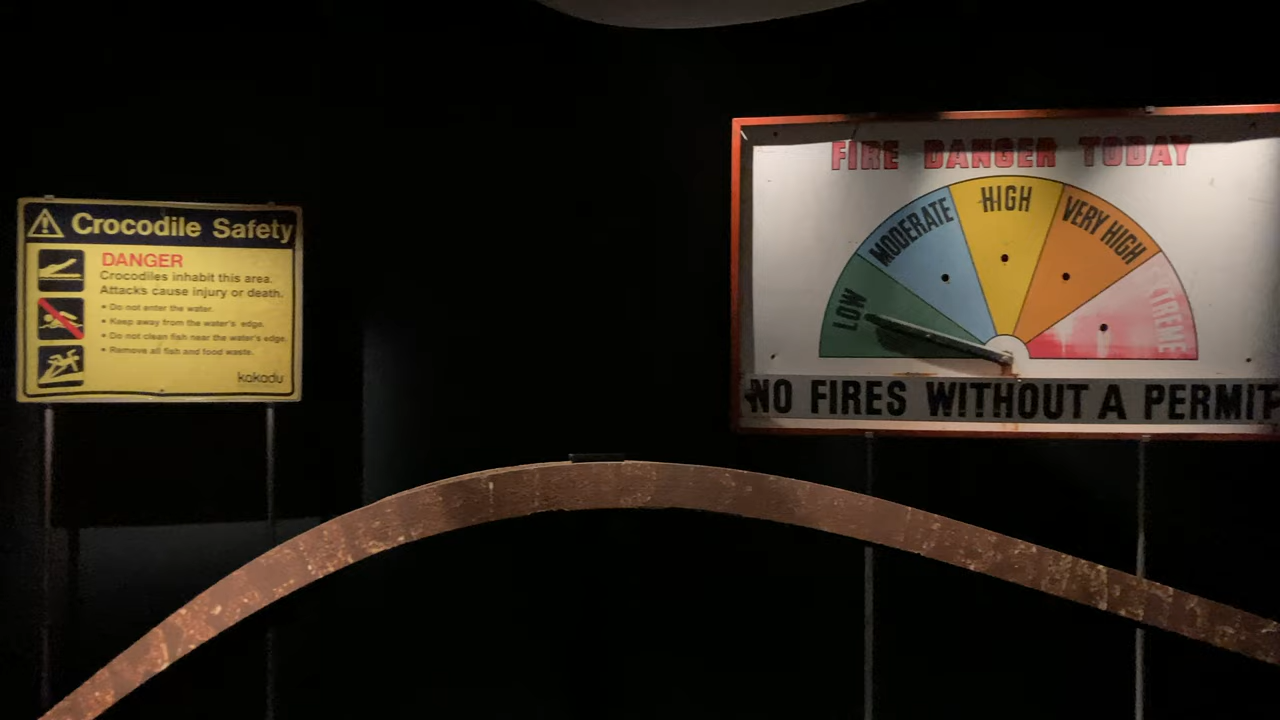 Crocodile Safety
DANGER
Crocodiles inhabit this area.
Attacks cause injury or death.
• Do not enter the water.
• Keep away from the water's edge.
• Do not clean fish near the water's edge.
• Remove all fish and food waste.
kakadu
FIRE DANGER TODAY
LOW
MODERATE
HIGH
VERY HIGH
EXTREME
NO FIRES WITHOUT A PERMIT